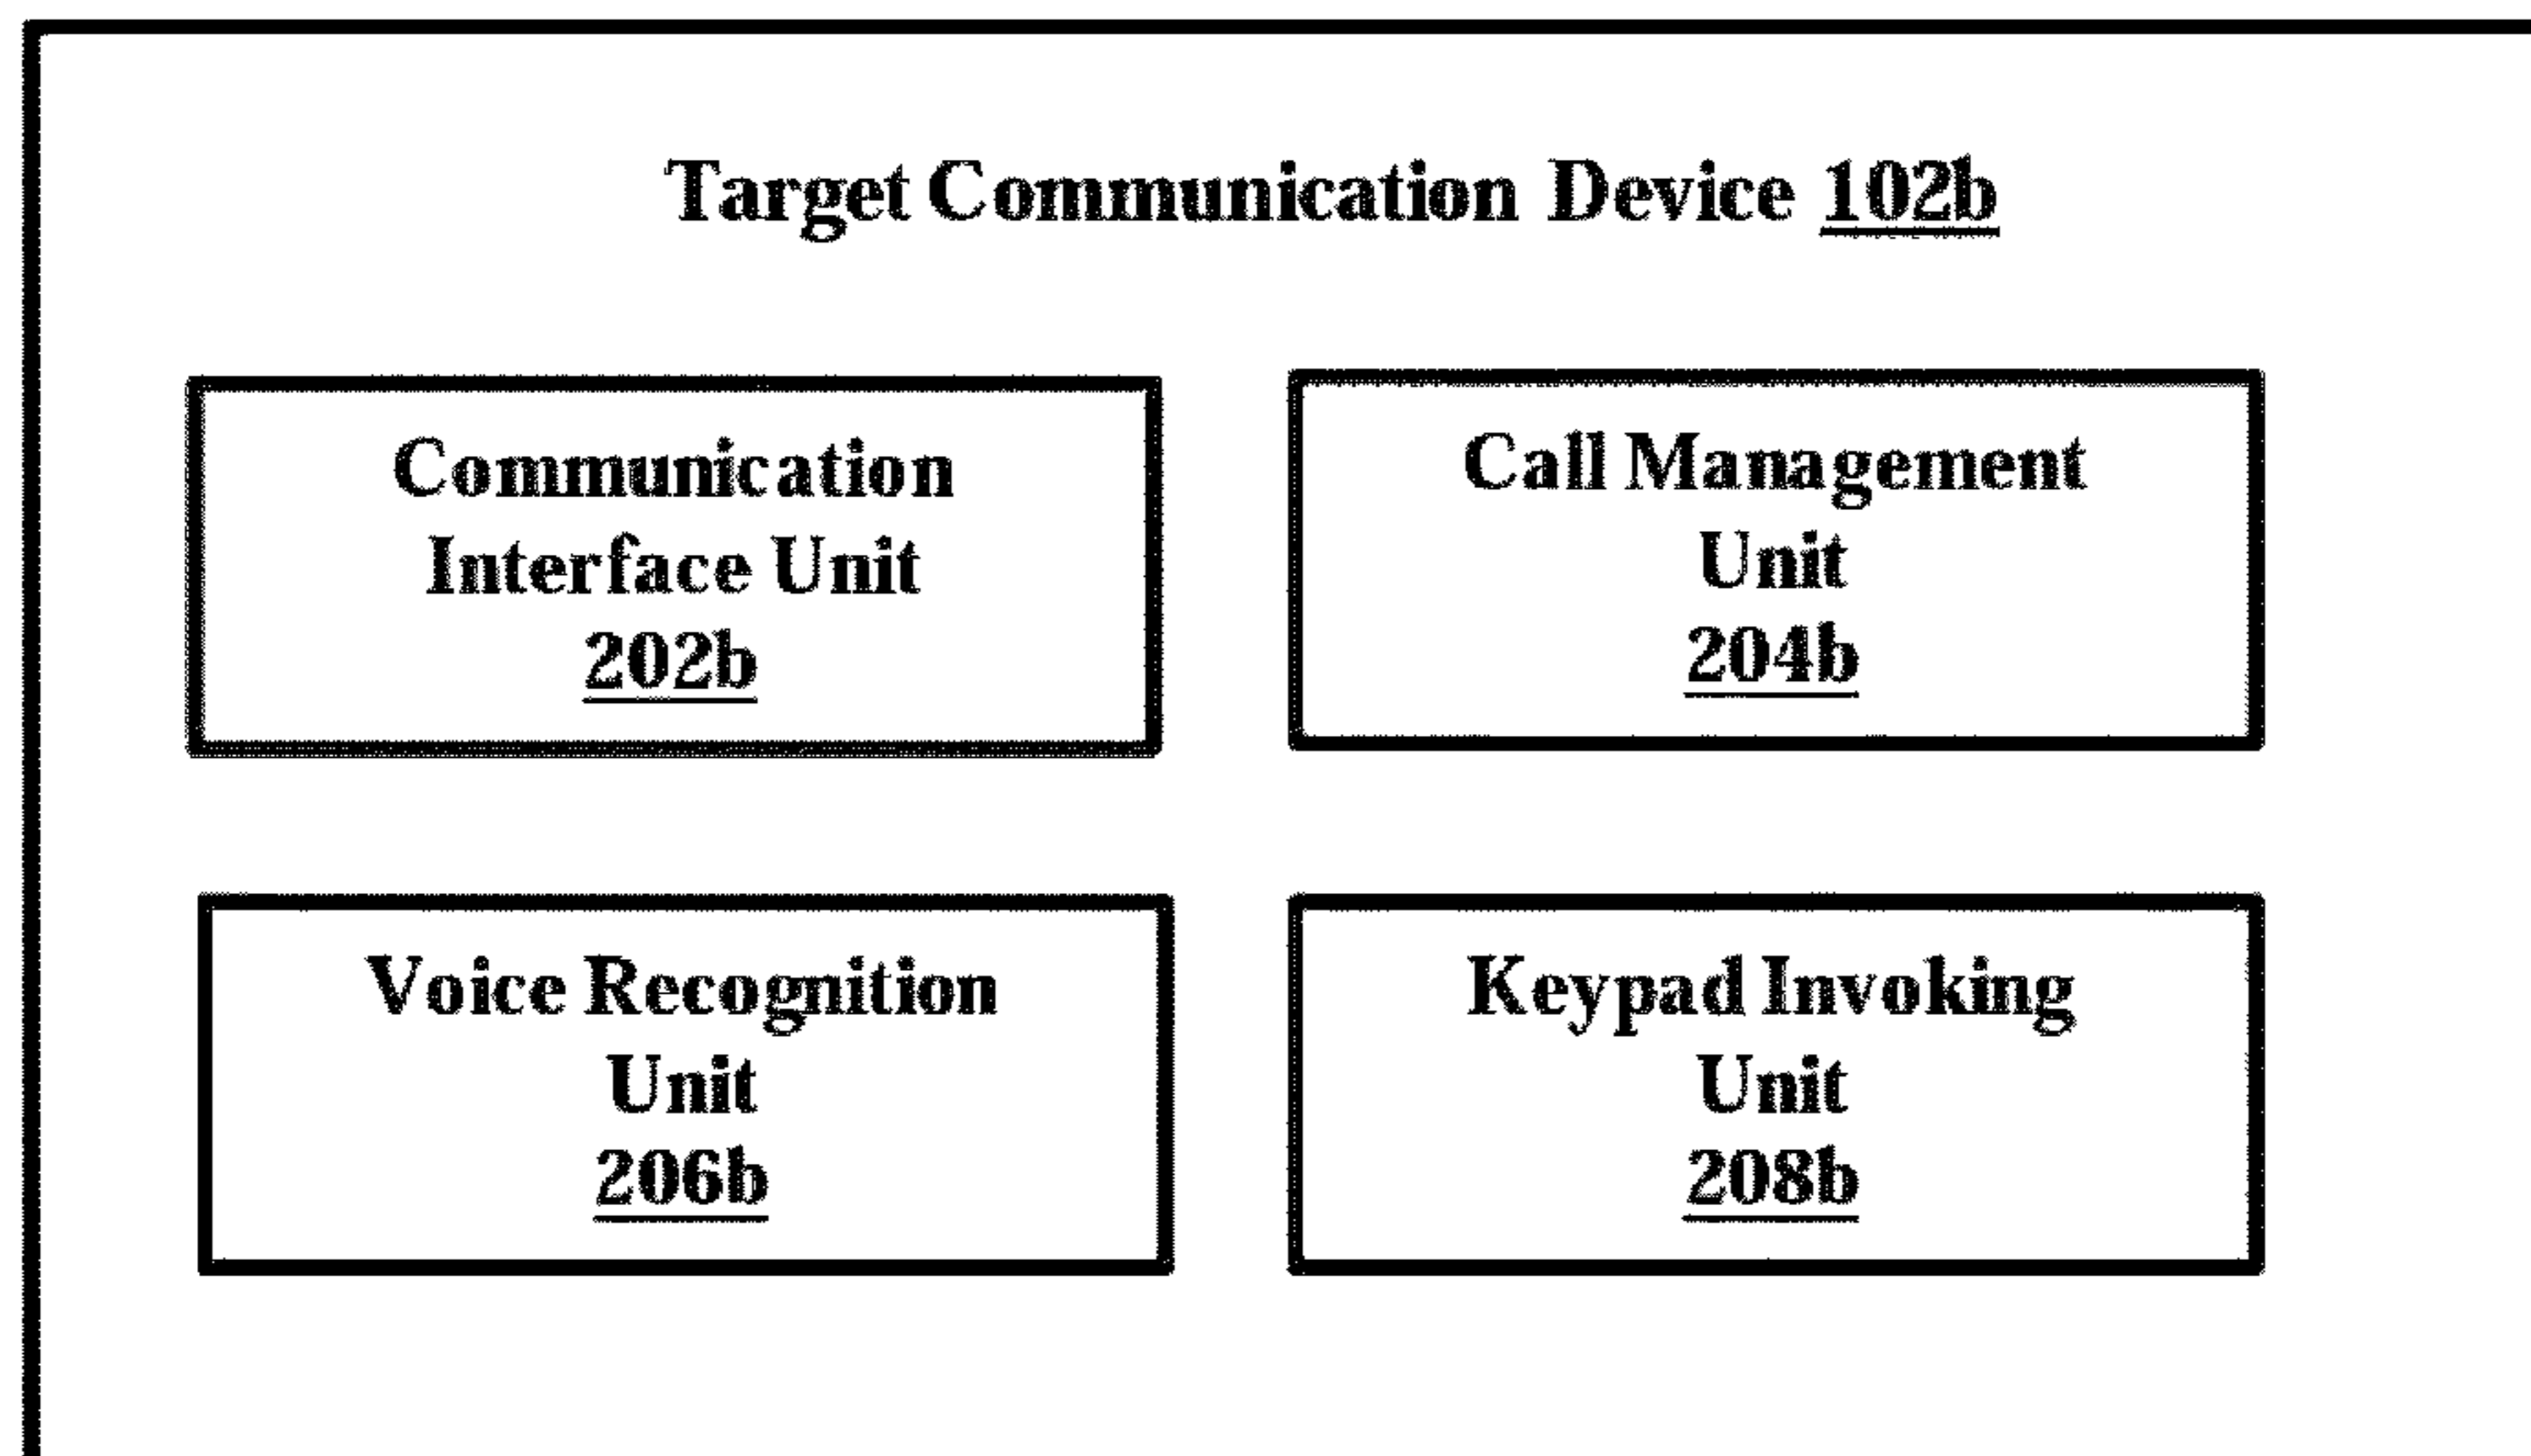 Target Communication Device 102b
Communication
Interface Unit
202b
Call Management
Unit
204b
Voice Recognition
Unit
206b
Keypad Invoking
Unit
208b